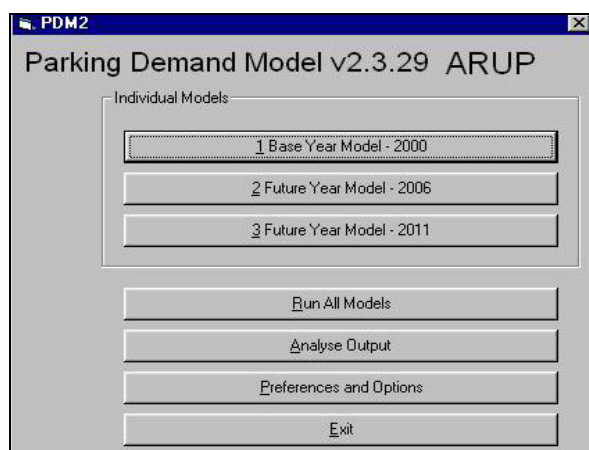 PDM2
Parking Demand Model v2.3.29 ARUP
Individual Models
1 Base Year Model - 2000
2 Future Year Model - 2006
3 Future Year Model - 2011
Run All Models
Analyse Output
Preferences and Options
Exit